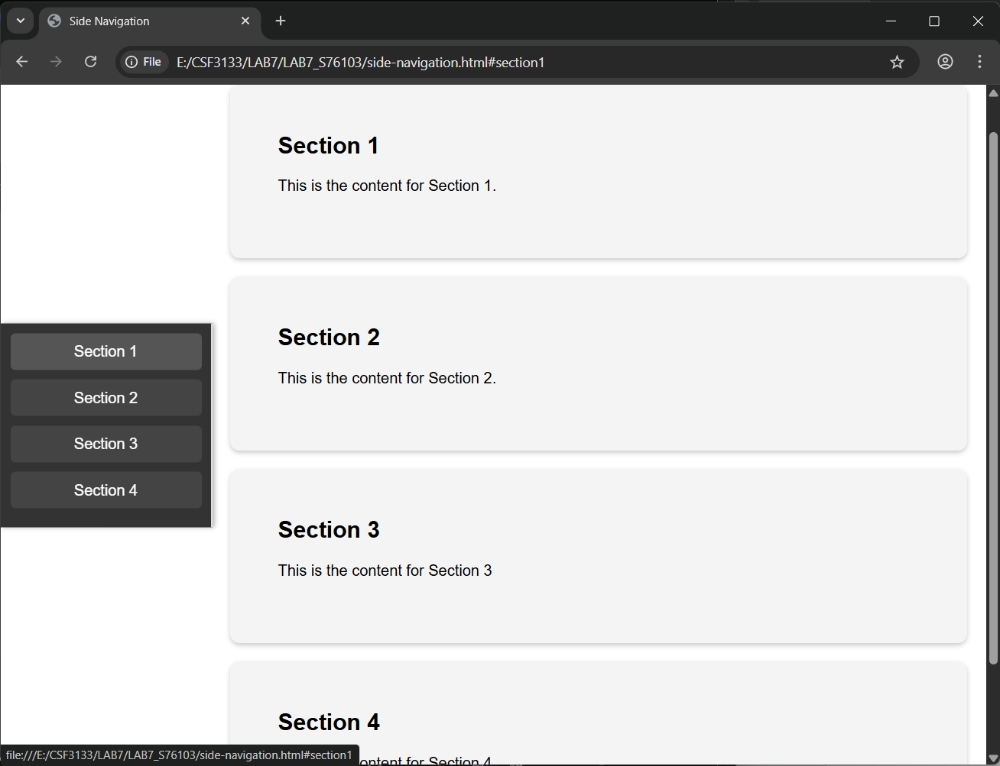 Side Navigation
File
E:/CSF3133/LAB7/LAB7_S76103/side-navigation.html#section1
Section 1
This is the content for Section 1.
Section 2
This is the content for Section 2.
Section 3
This is the content for Section 3
Section 4
ontent for Section 4
Section 1
Section 2
Section 3
Section 4
file:///E:/CSF3133/LAB7/LAB7_S76103/side-navigation.html#section1